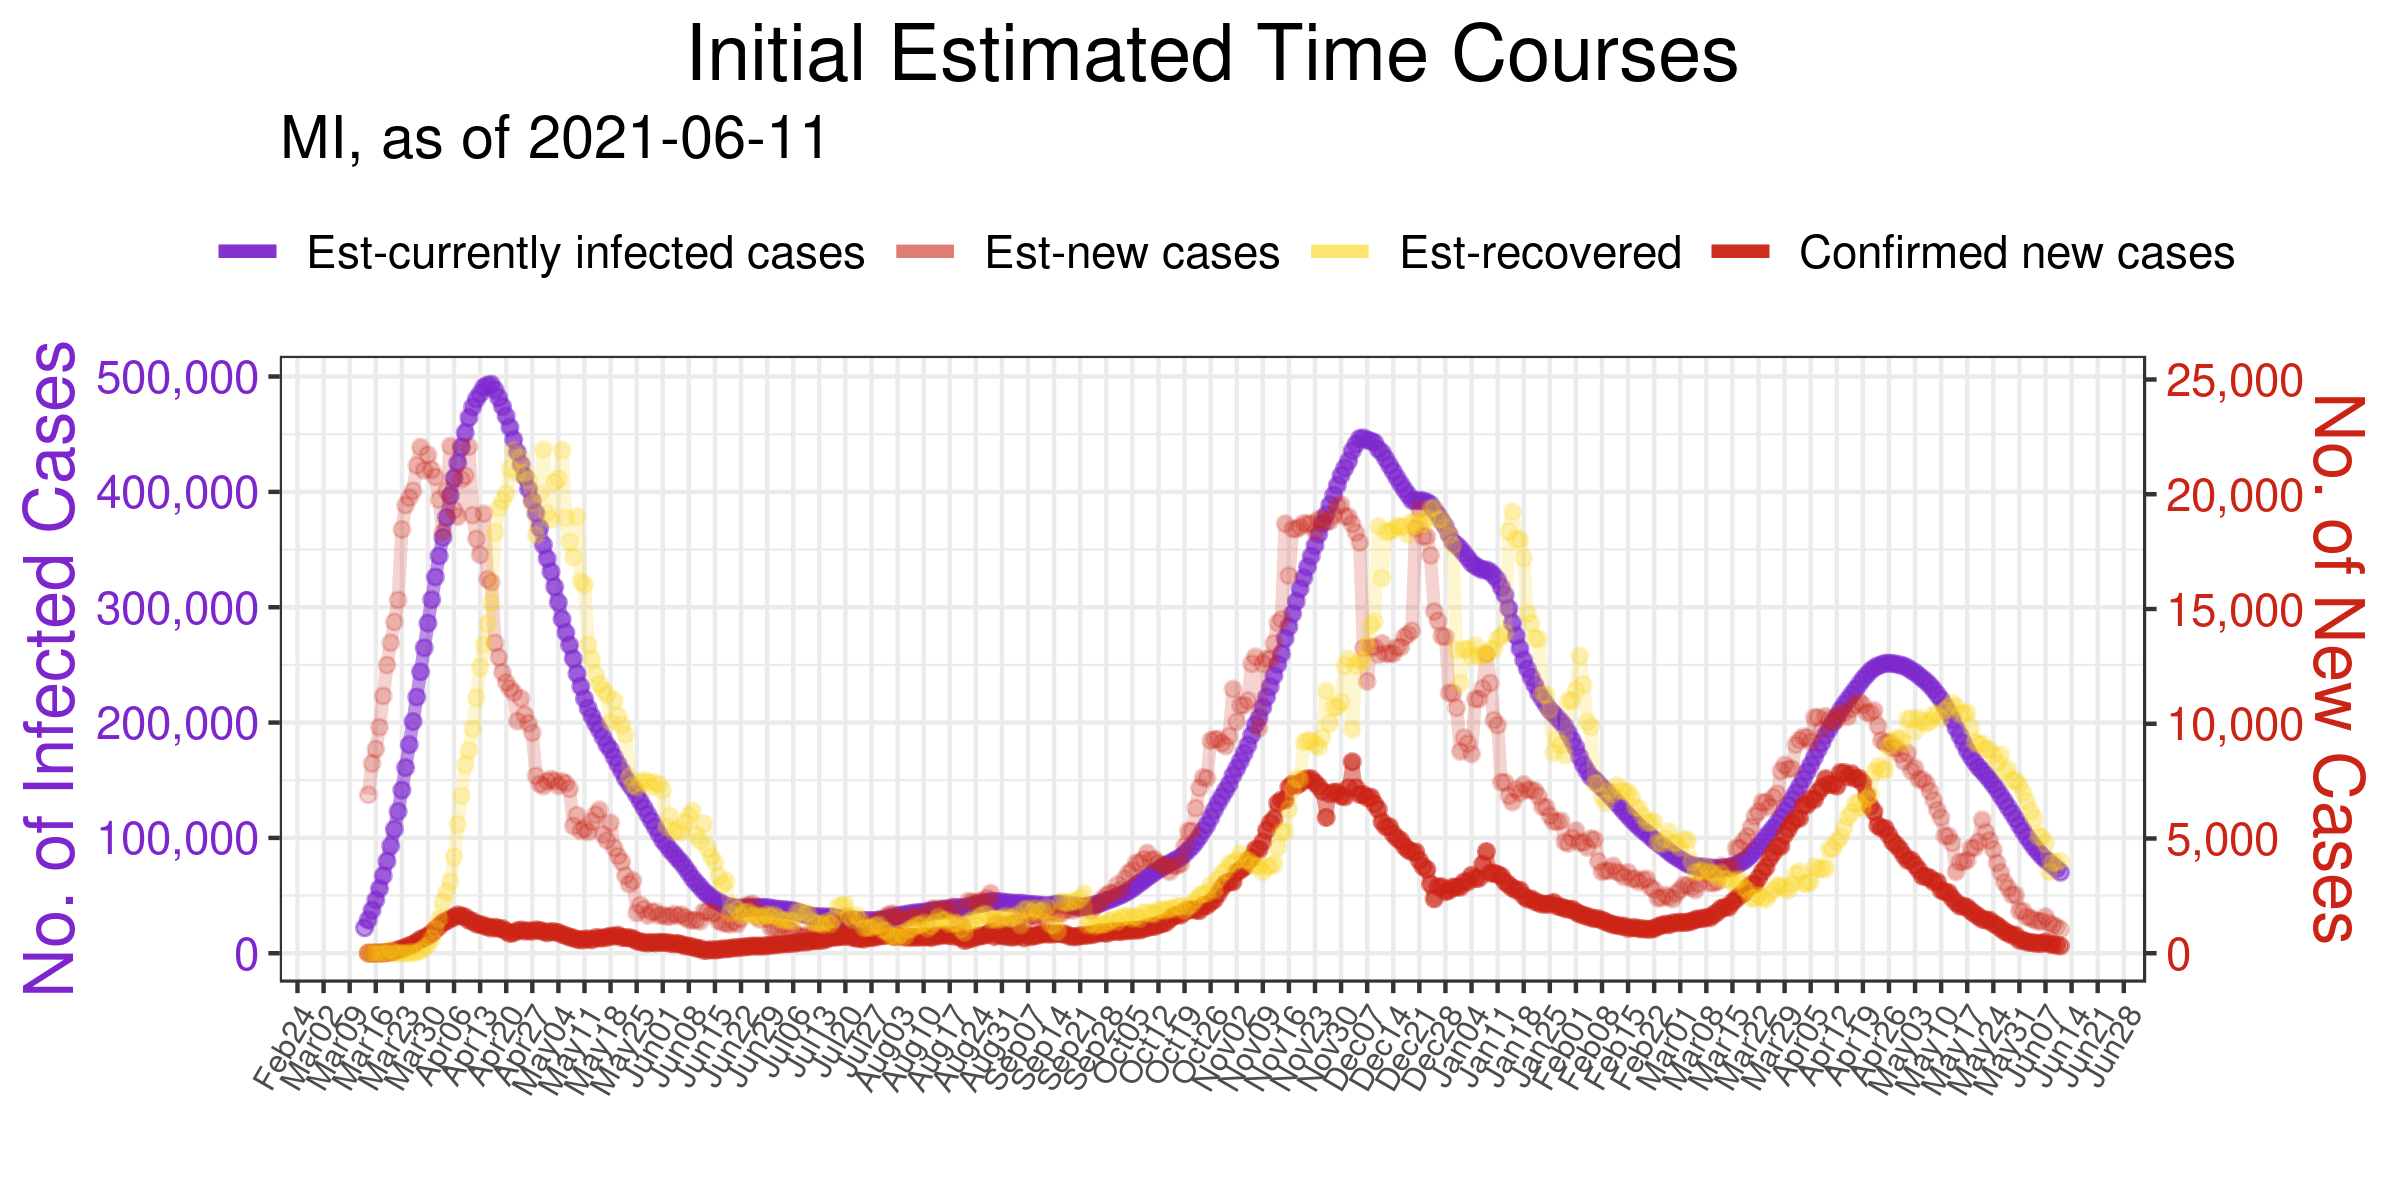 Initial Estimated Time Courses
MI, as of 2021-06-11
Est-currently infected cases Est-new cases Est-recovered Confirmed new cases
No. of Infected Cases
500,000
400,000
300,000
200,000
100,000
0
25,000
20,000
15,000
10,000
5,000
0
No. of New Cases
Feb24 Mar02 Mar09 Mar16 Mar23 Mar30 Apr06 Apr13 Apr20 Apr27 May04 May11 May18 May25 Jun01 Jun08 Jun15 Jun22 Jun29 Jul06 Jul13 Jul20 Jul27 Aug03 Aug10 Aug17 Aug24 Aug31 Sep07 Sep14 Sep21 Sep28 Oct05 Oct12 Oct19 Oct26 Nov02 Nov09 Nov16 Nov23 Nov30 Dec07 Dec14 Dec21 Dec28 Jan04 Jan11 Jan18 Jan25 Feb01 Feb08 Feb15 Feb22 Mar01 Mar08 Mar15 Mar22 Mar29 Apr05 Apr12 Apr19 Apr26 May03 May10 May17 May24 May31 Jun07 Jun14 Jun21 Jun28